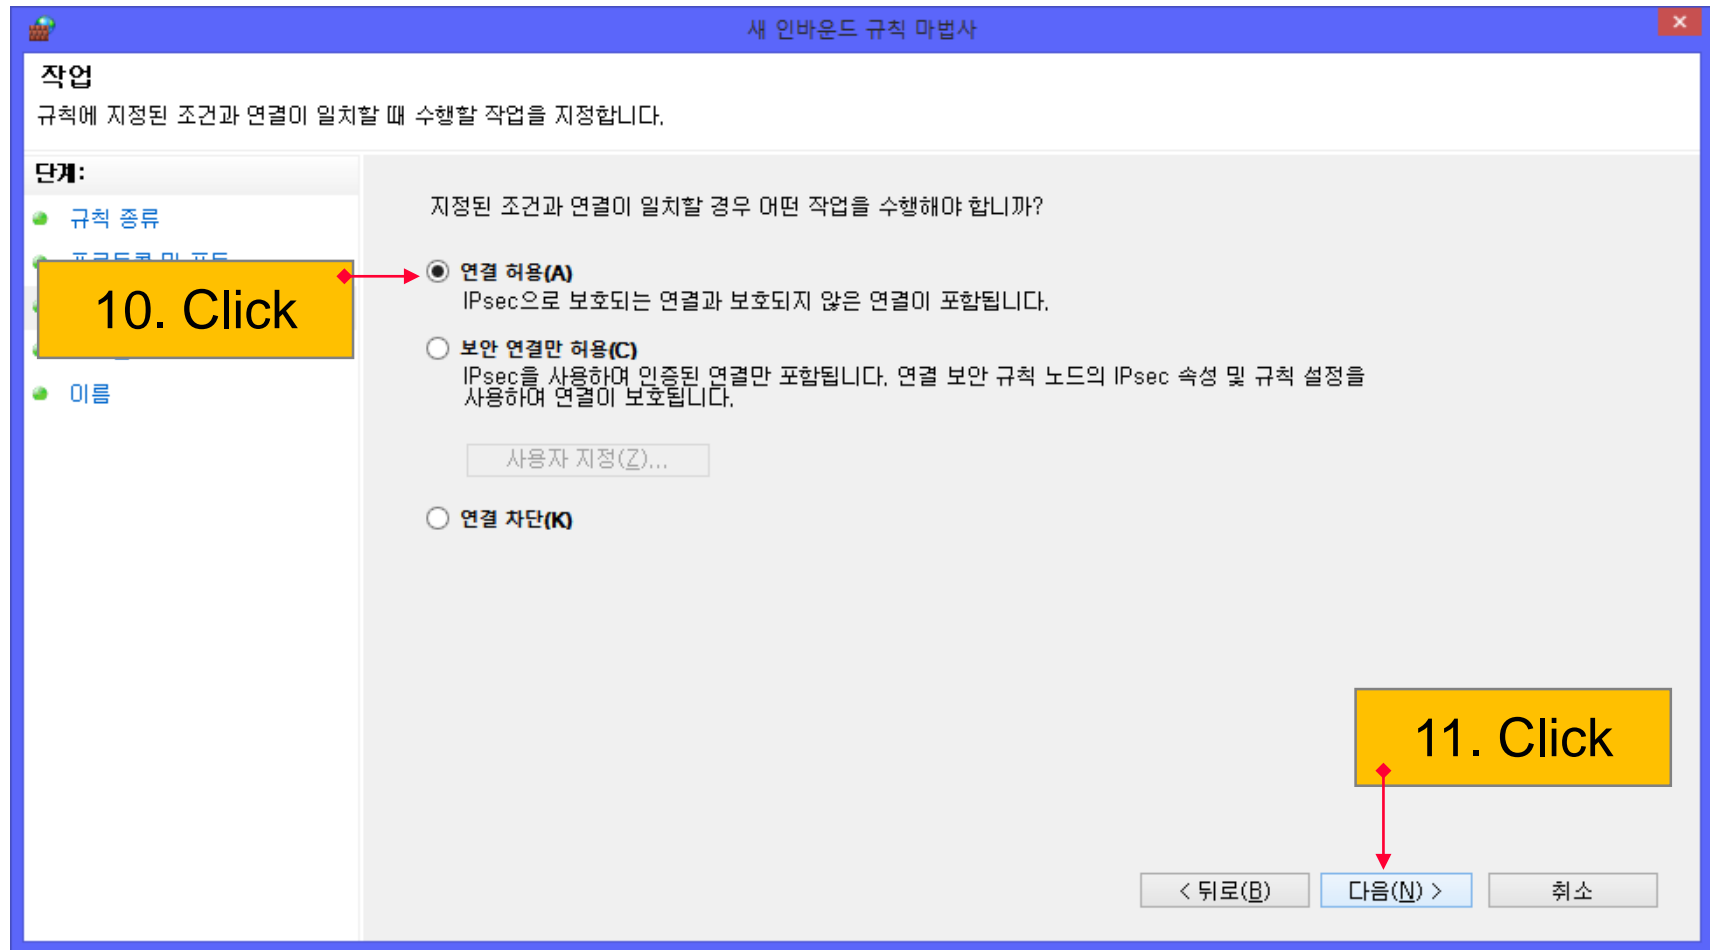 새 인바운드 규칙 마법사
작업
규칙에 지정된 조건과 연결이 일치할 때 수행할 작업을 지정합니다.
단계:
규칙 종류
프로토콜 및 포트
이름
지정된 조건과 연결이 일치할 경우 어떤 작업을 수행해야 합니까?
10. Click
연결 허용(A)
IPsec으로 보호되는 연결과 보호되지 않은 연결이 포함됩니다.
보안 연결만 허용(C)
IPsec을 사용하여 인증된 연결만 포함됩니다. 연결 보안 규칙 노드의 IPsec 속성 및 규칙 설정을
사용하여 연결이 보호됩니다.
사용자 지정(Z)...
연결 차단(K)
11. Click
< 뒤로(B)
다음(N) >
취소